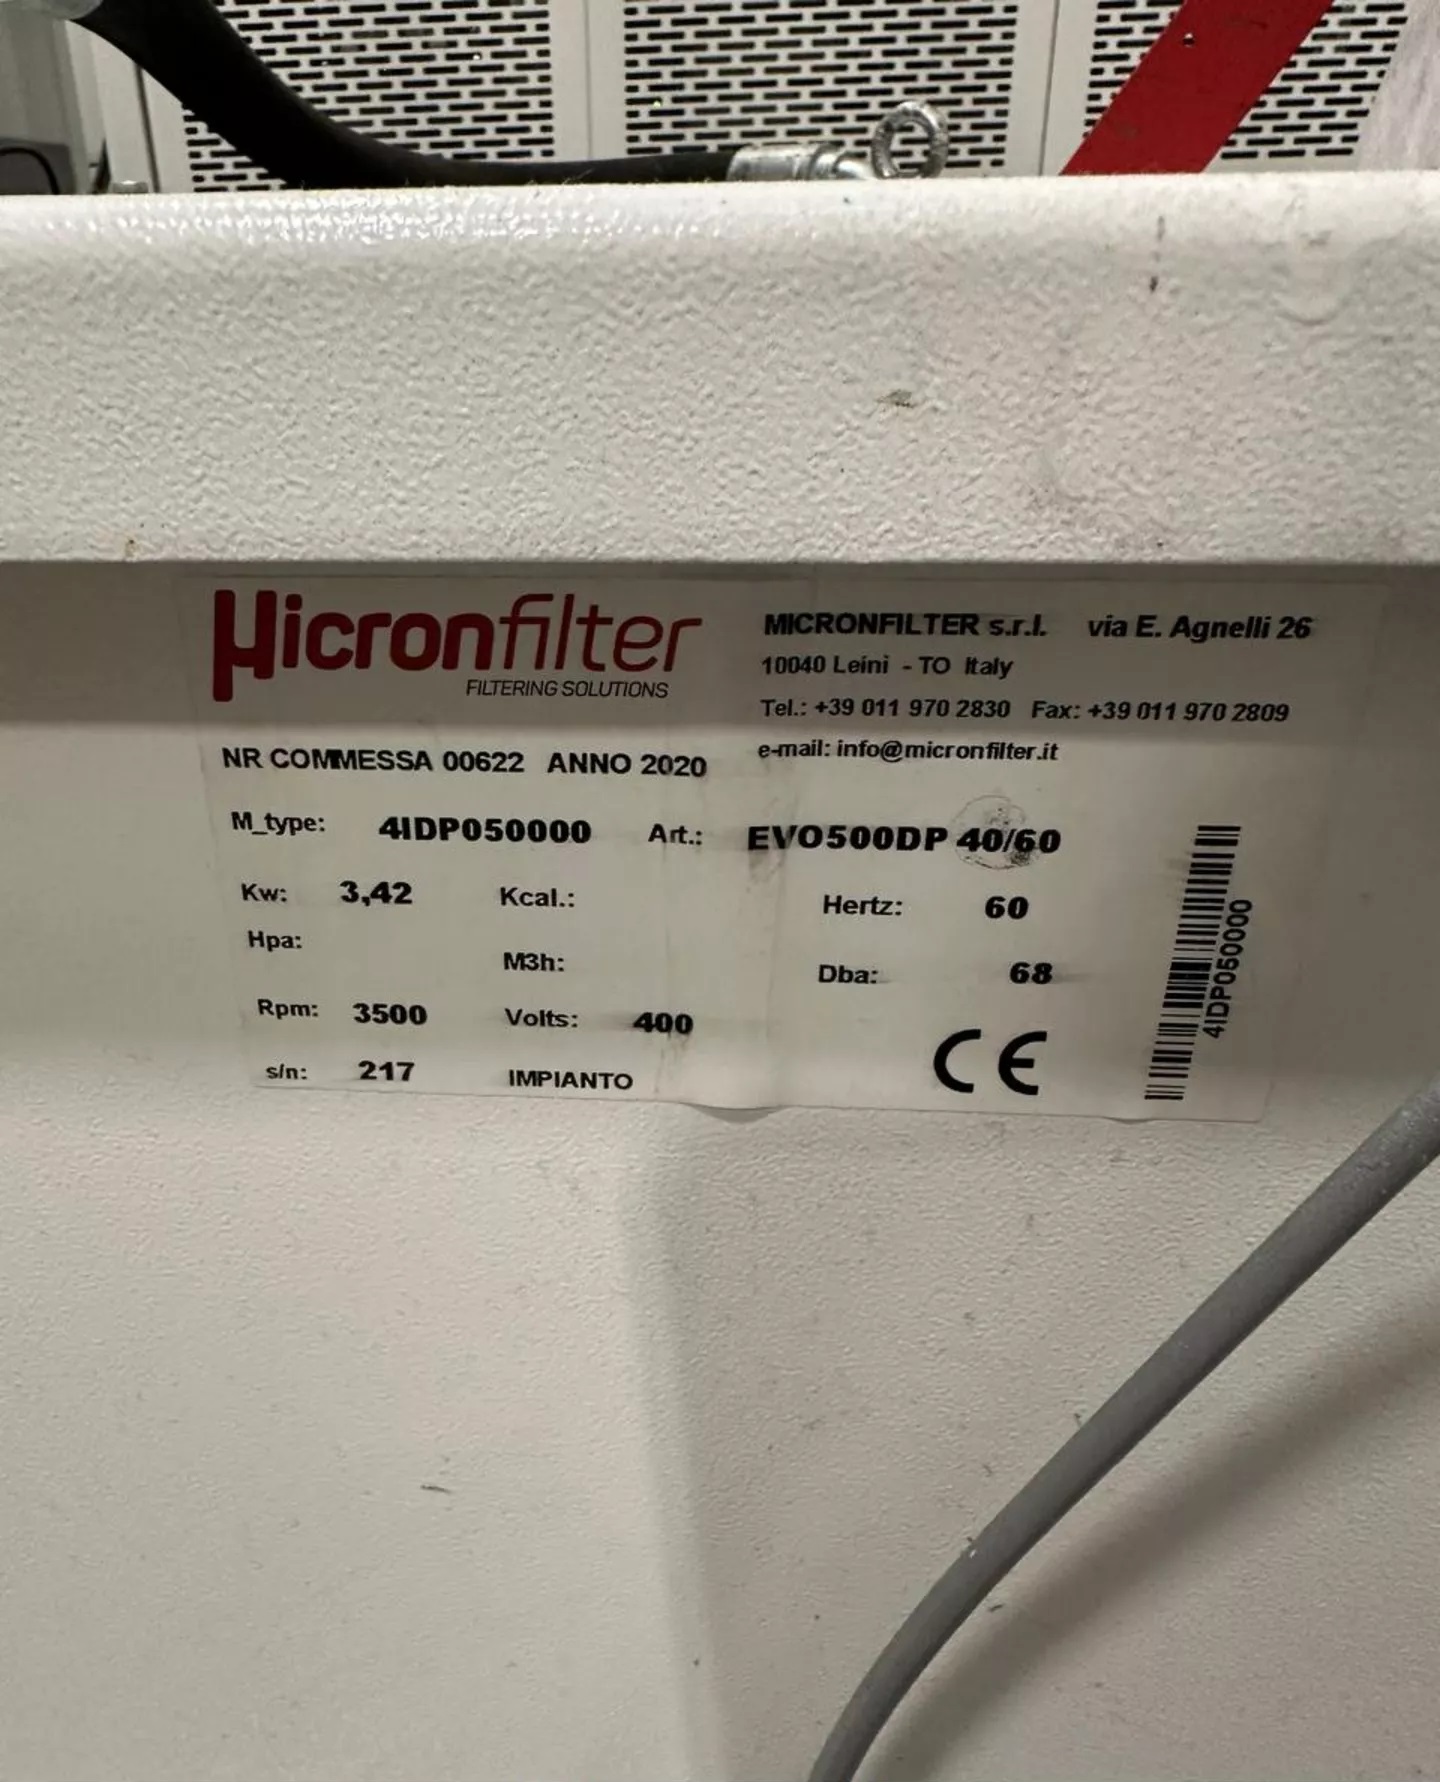 µicronfilter
FILTERING SOLUTIONS
MICRONFILTER s.r.l. via E. Agnelli 26
10040 Leinì - TO Italy
Tel.: +39 011 970 2830 Fax: +39 011 970 2809
e-mail: info@micronfilter.it
NR COMMESSA 00622 ANNO 2020
M_type: 4IDP050000 Art.: EVO500DP 40/60
Kw: 3,42 Kcal.: Hertz: 60
Hpa: M3h: Dba: 68
Rpm: 3500 Volts: 400
s/n: 217 IMPIANTO
CE
4IDP050000